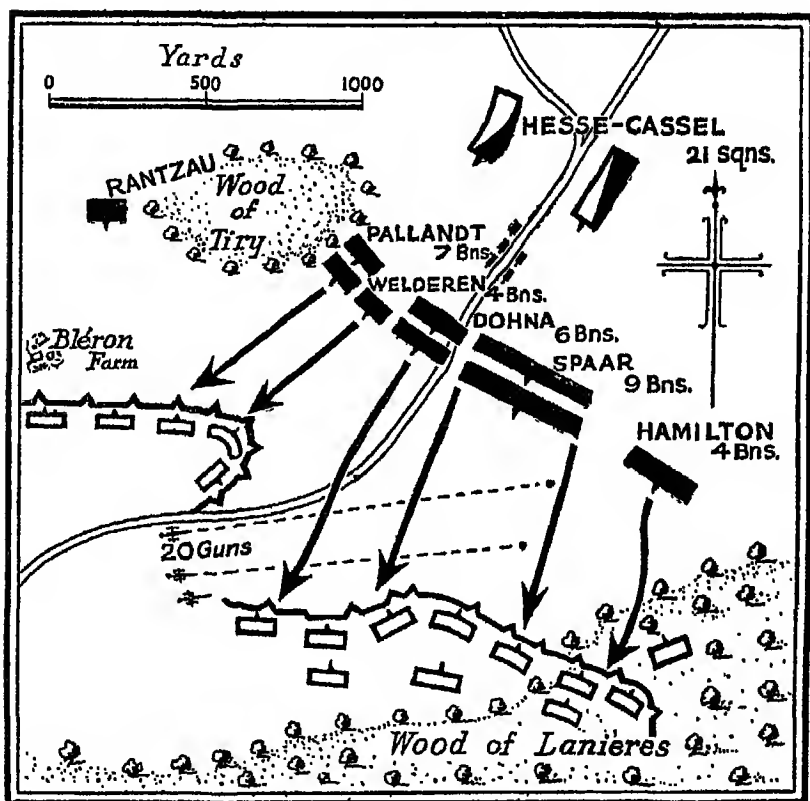 Yards
0 500 1000
HESSE-CASSEL
21 sqns.
RANTZAU
Wood
of
Tiry
PALLANDT
7 Bns.
WELDEREN
4 Bns.
DOHNA
6 Bns.
SPAAR
9 Bns.
Bléron
Farm
HAMILTON
4 Bns.
20 Guns
Wood of Lanieres